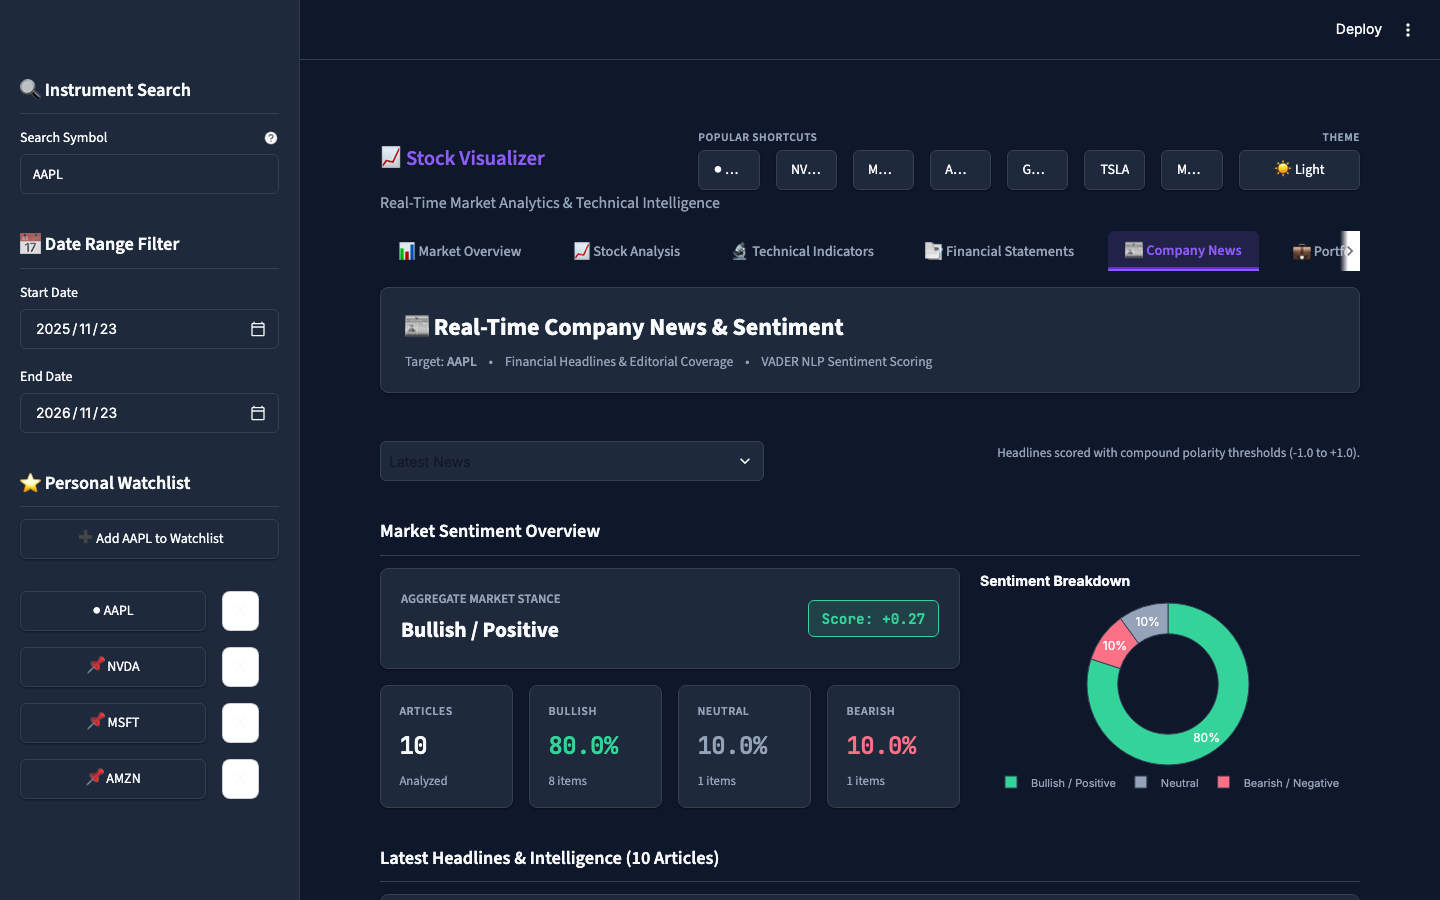 Deploy
Instrument Search
Search Symbol
AAPL
Date Range Filter
Start Date
2025/11/23
End Date
2026/11/23
Personal Watchlist
Add AAPL to Watchlist
AAPL
NVDA
MSFT
AMZN
Stock Visualizer
Real-Time Market Analytics & Technical Intelligence
POPULAR SHORTCUTS
THEME
...
NV...
M...
A...
G...
TSLA
M...
Light
Market Overview
Stock Analysis
Technical Indicators
Financial Statements
Company News
Portf
Real-Time Company News & Sentiment
Target: AAPL • Financial Headlines & Editorial Coverage • VADER NLP Sentiment Scoring
Latest News
Headlines scored with compound polarity thresholds (-1.0 to +1.0).
Market Sentiment Overview
AGGREGATE MARKET STANCE
Bullish / Positive
Score: +0.27
ARTICLES
10
Analyzed
BULLISH
80.0%
8 items
NEUTRAL
10.0%
1 items
BEARISH
10.0%
1 items
Sentiment Breakdown
10%
10%
80%
Bullish / Positive
Neutral
Bearish / Negative
Latest Headlines & Intelligence (10 Articles)